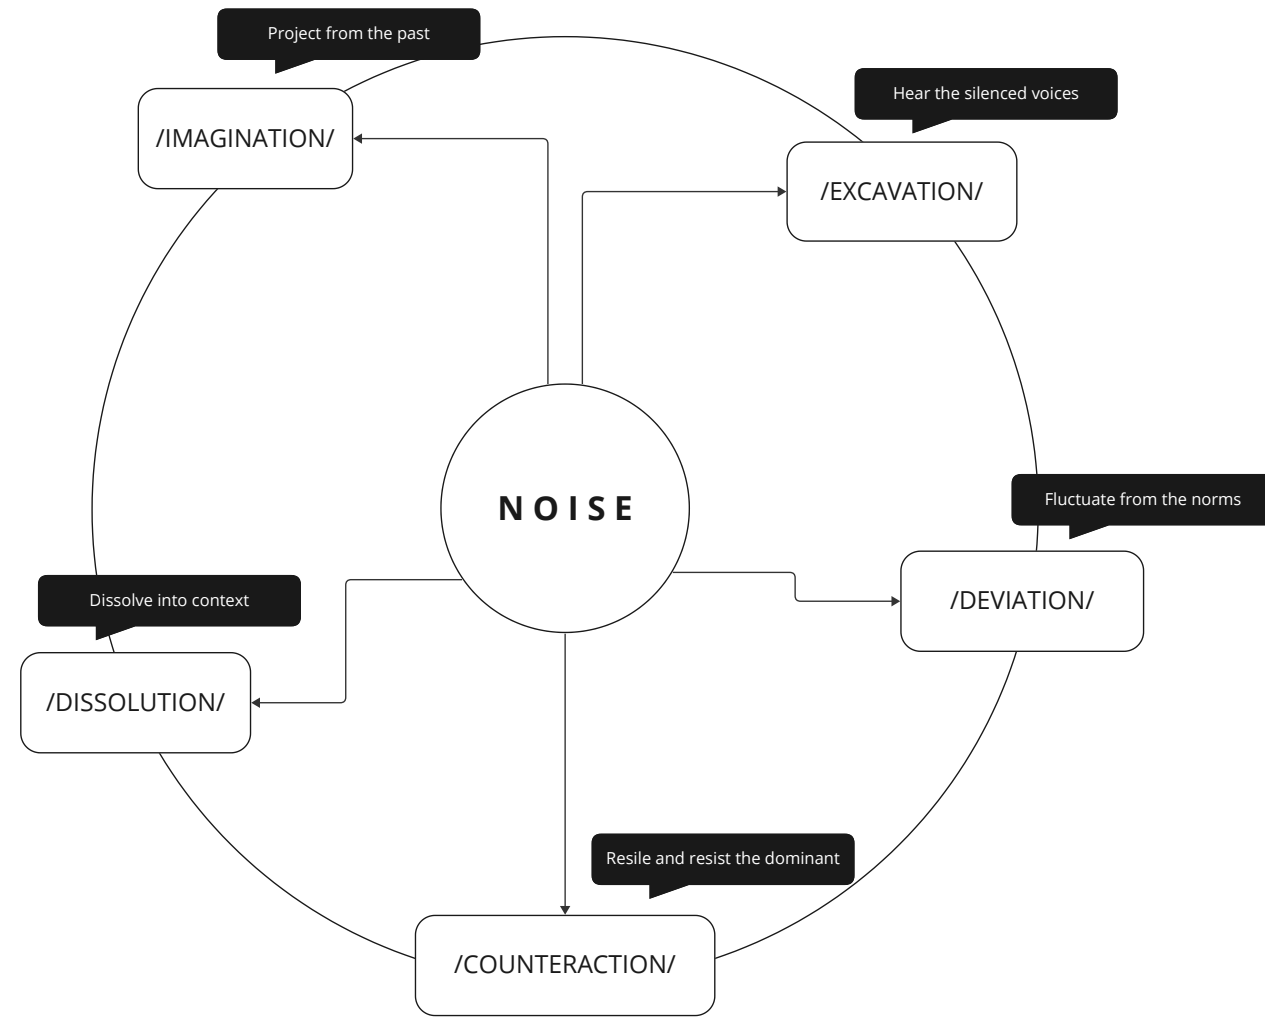 Project from the past
/IMAGINATION/
Hear the silenced voices
/EXCAVATION/
N O I S E
Fluctuate from the norms
/DEVIATION/
Dissolve into context
/DISSOLUTION/
Resile and resist the dominant
/COUNTERACTION/